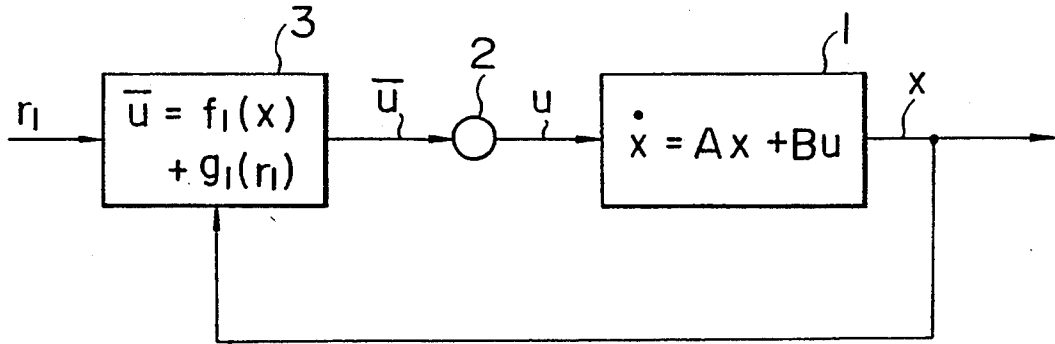 3
2
1
r₁
u̅ = f₁(x)
+ g₁(r₁)
u̅
u
ẋ = Ax + Bu
x